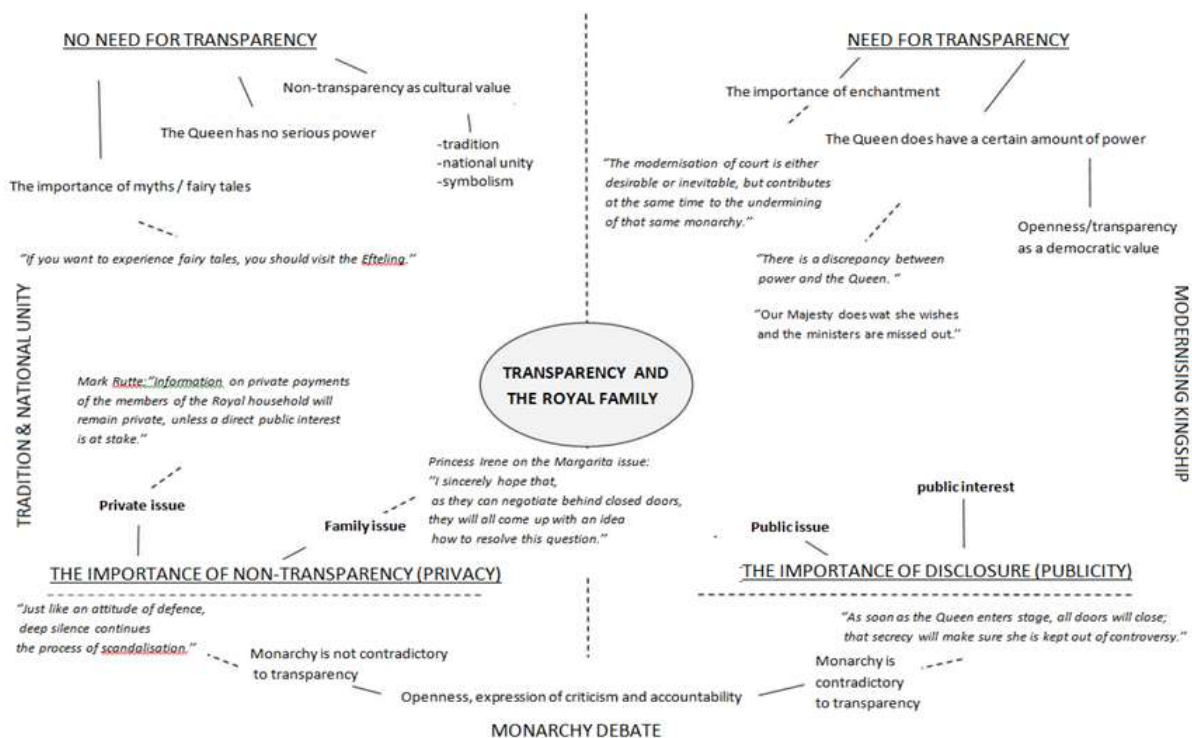 NO NEED FOR TRANSPARENCY
Non-transparency as cultural value
The Queen has no serious power
-tradition
-national unity
-symbolism
The importance of myths / fairy tales
"If you want to experience fairy tales, you should visit the Efteling."
NEED FOR TRANSPARENCY
The importance of enchantment
The Queen does have a certain amount of power
"The modernisation of court is either
desirable or inevitable, but contributes
at the same time to the undermining
of that same monarchy."
Openness/transparency
as a democratic value
"There is a discrepancy between
power and the Queen. "
"Our Majesty does wat she wishes
and the ministers are missed out."
TRADITION & NATIONAL UNITY
MODERNISING KINGSHIP
TRANSPARENCY AND
THE ROYAL FAMILY
Mark Rutte:"Information on private payments
of the members of the Royal household will
remain private, unless a direct public interest
is at stake."
Private issue
Family issue
Princess Irene on the Margarita issue:
"I sincerely hope that,
as they can negotiate behind closed doors,
they will all come up with an idea
how to resolve this question."
THE IMPORTANCE OF NON-TRANSPARENCY (PRIVACY)
public interest
Public issue
THE IMPORTANCE OF DISCLOSURE (PUBLICITY)
"Just like an attitude of defence,
deep silence continues
the process of scandalisation."
Monarchy is not contradictory
to transparency
"As soon as the Queen enters stage, all doors will close;
that secrecy will make sure she is kept out of controversy."
Monarchy is
contradictory
to transparency
Openness, expression of criticism and accountability
MONARCHY DEBATE